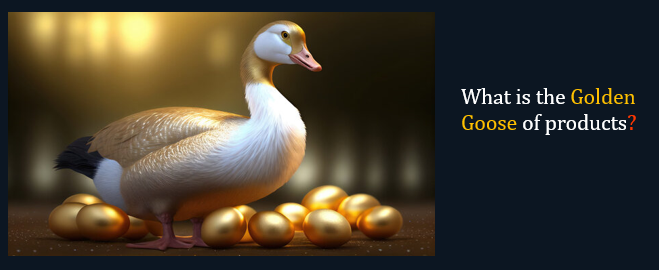 What is the Golden
Goose of products?